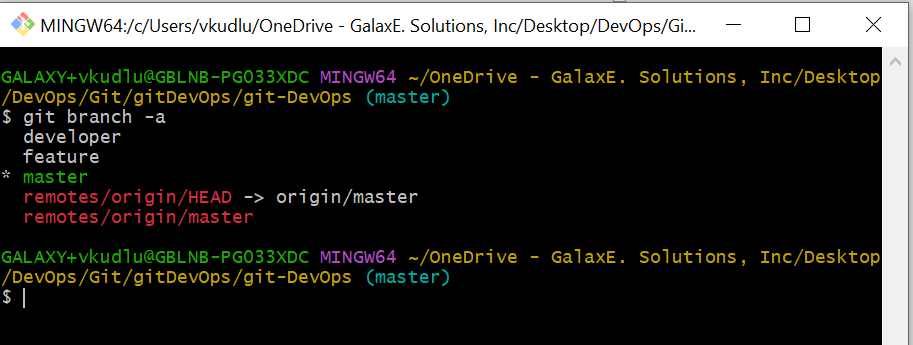 MINGW64:/c/Users/vkudlu/OneDrive - GalaxE. Solutions, Inc/Desktop/DevOps/Gi...
GALAXY+vkudlu@GBLNB-PG033XDC MINGW64 ~/OneDrive - GalaxE. Solutions, Inc/Desktop
/DevOps/Git/gitDevOps/git-DevOps (master)
$ git branch -a
  developer
  feature
* master
  remotes/origin/HEAD -> origin/master
  remotes/origin/master
GALAXY+vkudlu@GBLNB-PG033XDC MINGW64 ~/OneDrive - GalaxE. Solutions, Inc/Desktop
/DevOps/Git/gitDevOps/git-DevOps (master)
$